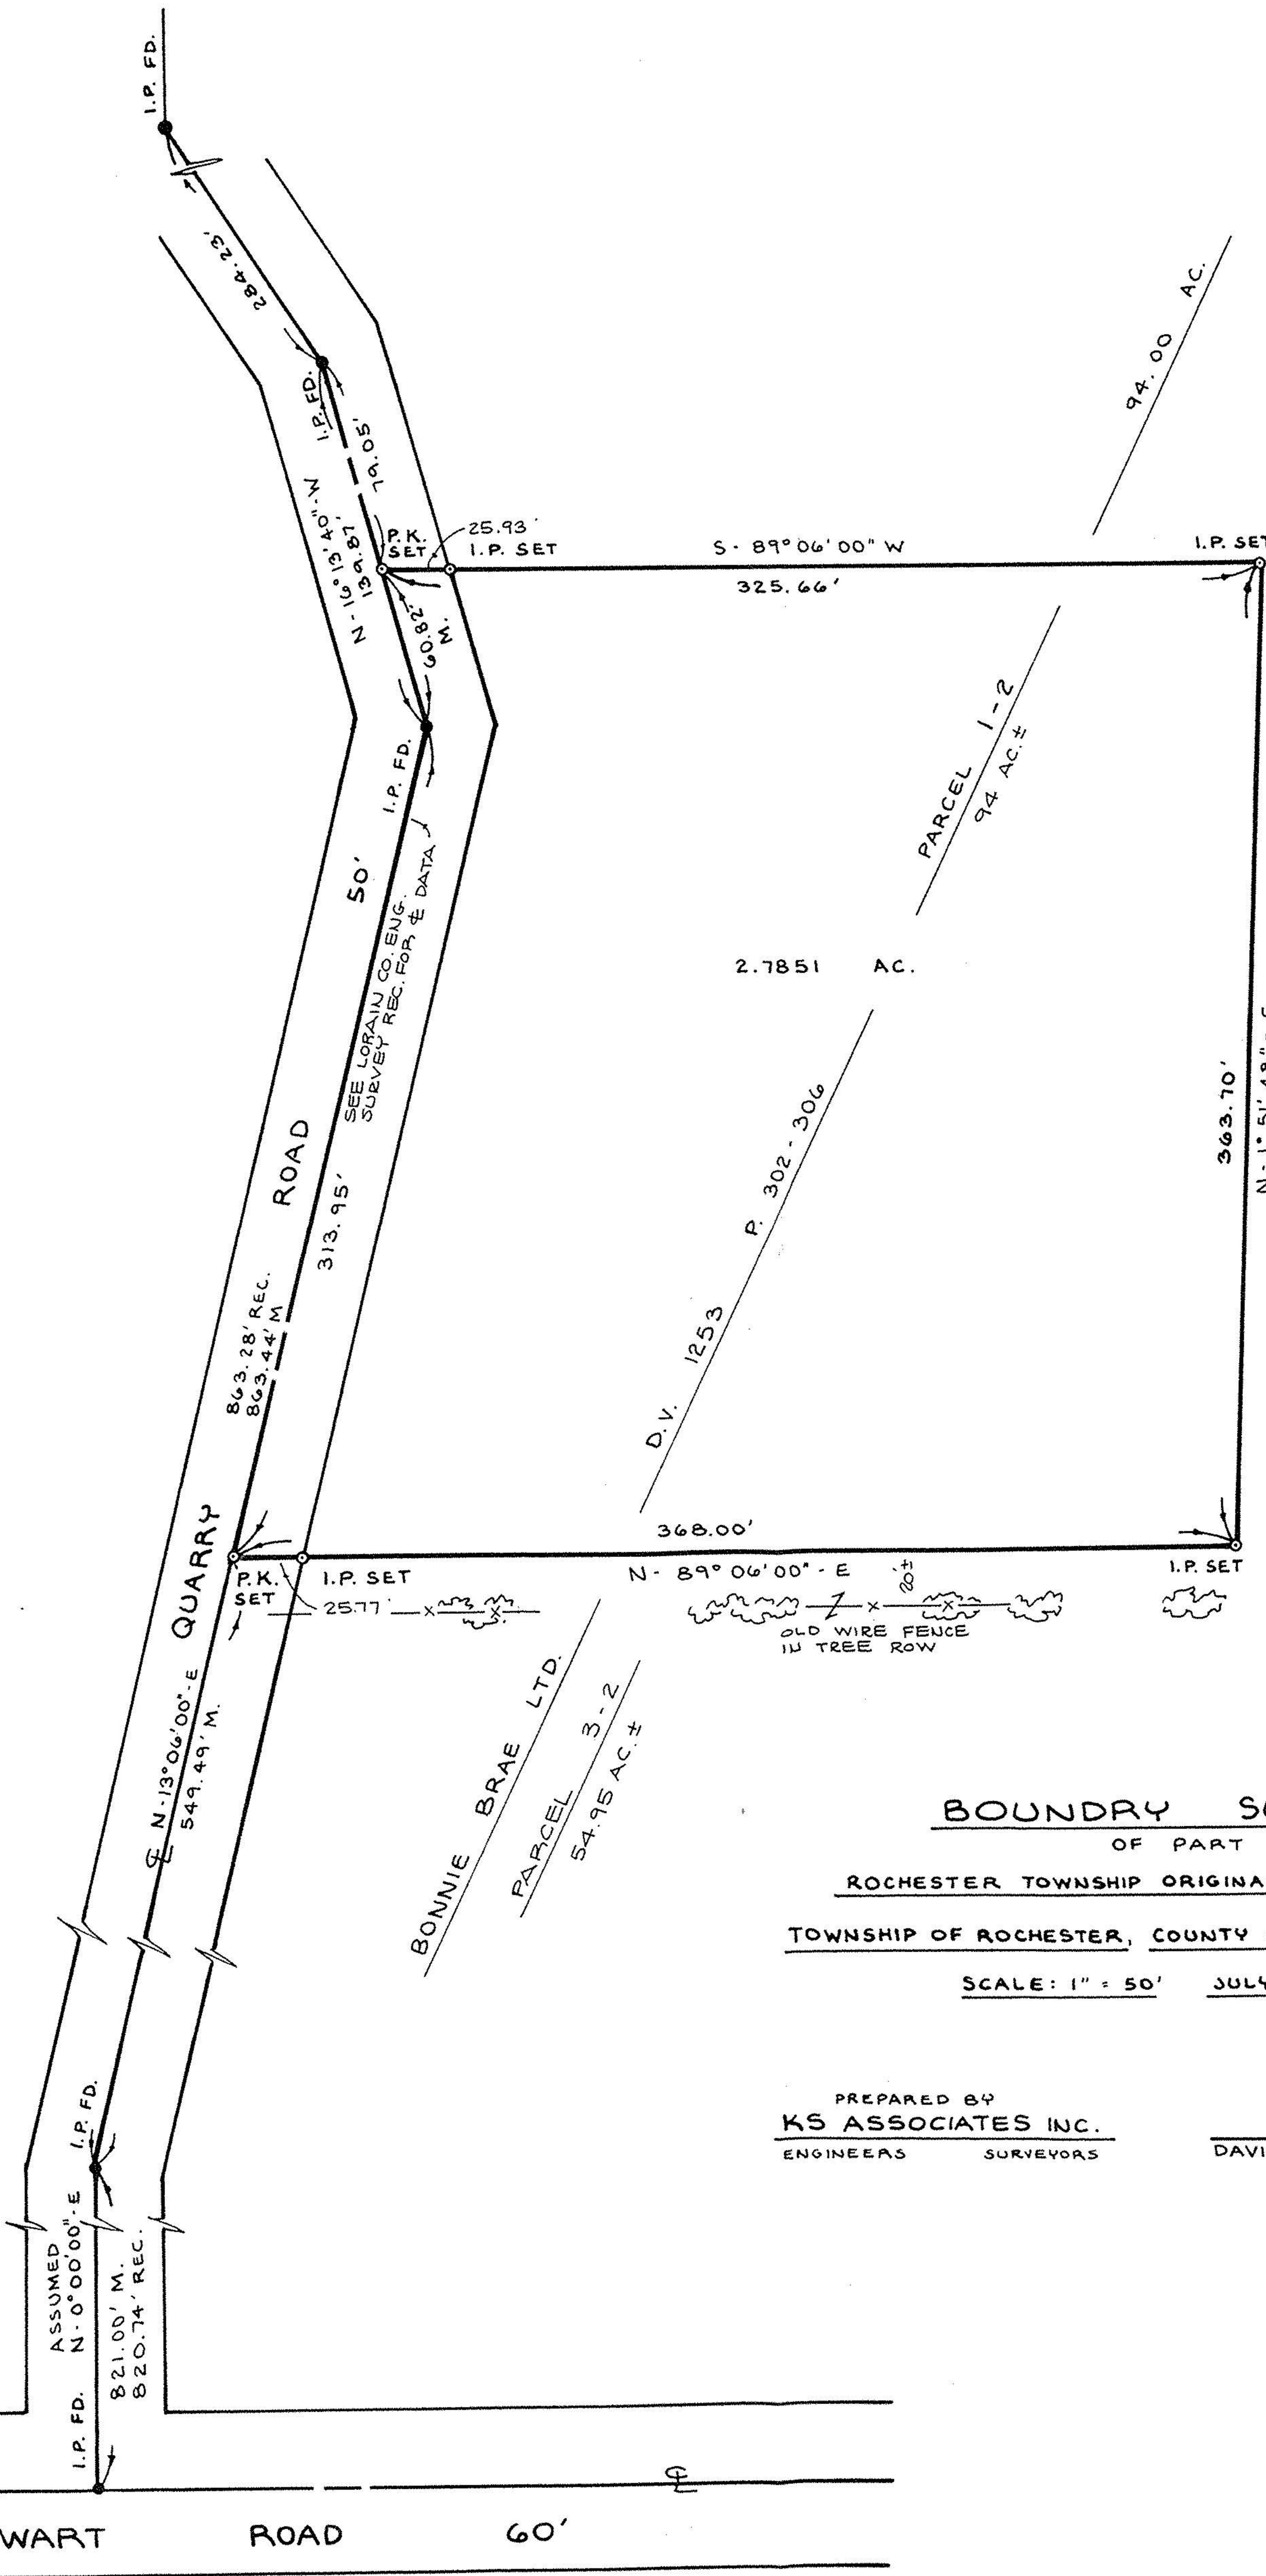 I.P. FD.
284.23'
I.P. FD.
79.05'
N-16°13'40"-W
139.87'
P.K.
SET
25.93'
I.P. SET
S- 89°06'00" W
325.66'
I.P. SET
60.82'
M.
94.00 AC.
PARCEL 1-2
94 AC.±
I.P. FD.
50'
SEE LORAIN CO. ENG.
SURVEY REC. FOR ℄ DATA
2.7851 AC.
363.70'
ROAD
313.95'
D.V. 1253 P. 302-306
863.28' REC.
863.44' M
QUARRY
368.00'
N- 89°06'00"-E
20'±
P.K.
SET
I.P. SET
25.77'
I.P. SET
OLD WIRE FENCE
IN TREE ROW
℄ N-13°06'00"-E
549.49' M.
BONNIE BRAE LTD.
PARCEL 3-2
54.95 AC.±
BOUNDRY
OF PART
ROCHESTER TOWNSHIP ORIGINA
TOWNSHIP OF ROCHESTER, COUNTY
SCALE: 1" = 50' JULY
PREPARED BY
KS ASSOCIATES INC.
ENGINEERS SURVEYORS
DAVI
I.P. FD.
ASSUMED
N-0°00'00"-E
821.00' M.
820.74' REC.
I.P. FD.
℄
WART ROAD 60'